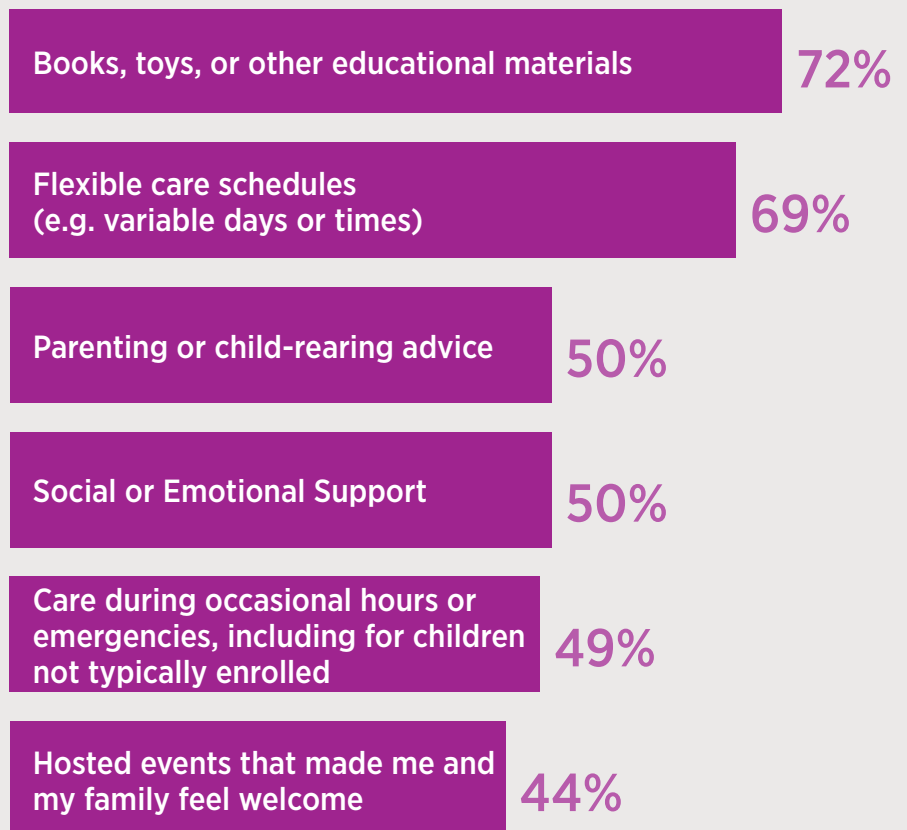 Books, toys, or other educational materials
72%
Flexible care schedules
(e.g. variable days or times)
69%
Parenting or child-rearing advice
50%
Social or Emotional Support
50%
Care during occasional hours or
emergencies, including for children
not typically enrolled
49%
Hosted events that made me and
my family feel welcome
44%